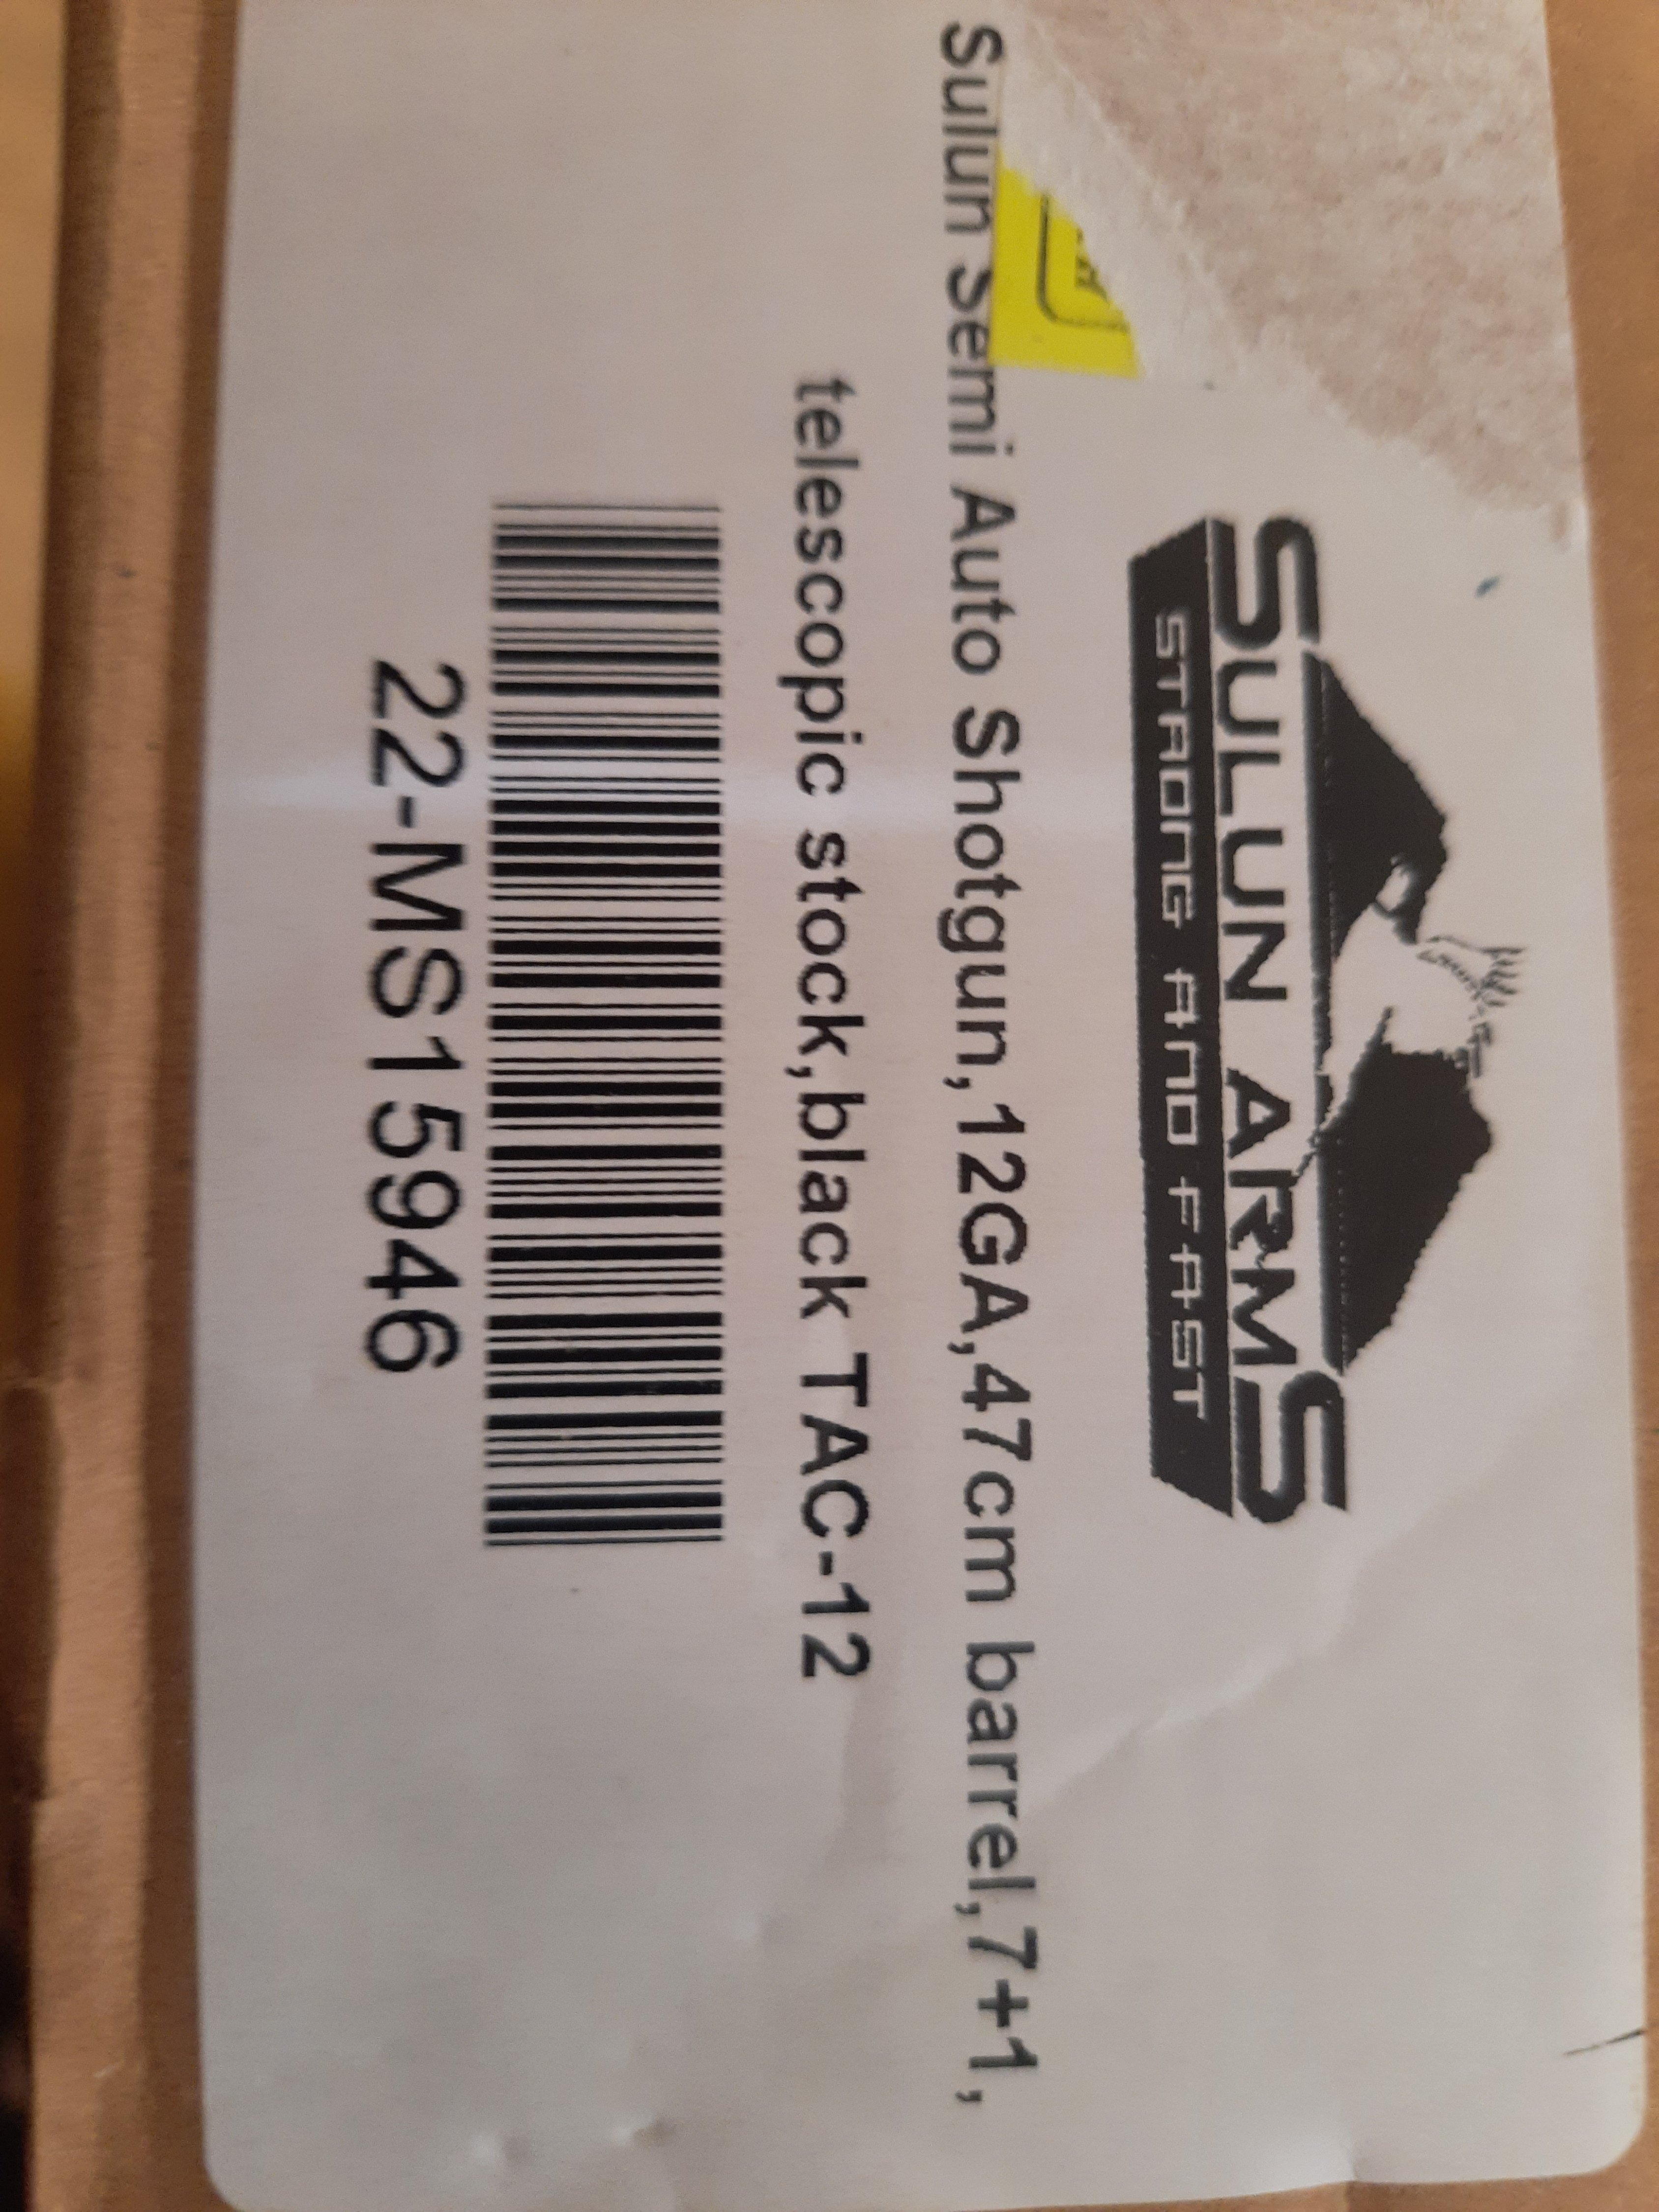 SULUN ARMS
STRONG AND FAST
Sulun Semi Auto Shotgun,12GA,47cm barrel,7+1,
telescopic stock,black TAC-12
22-MS15946